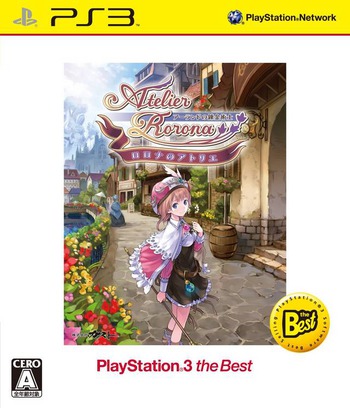 PS3
PlayStation®Network
Atelier
アーランドの錬金術士
Rorona
ロロナのアトリエ
the
Best
PlayStation®3 the Best
CERO
A
全年齢対象